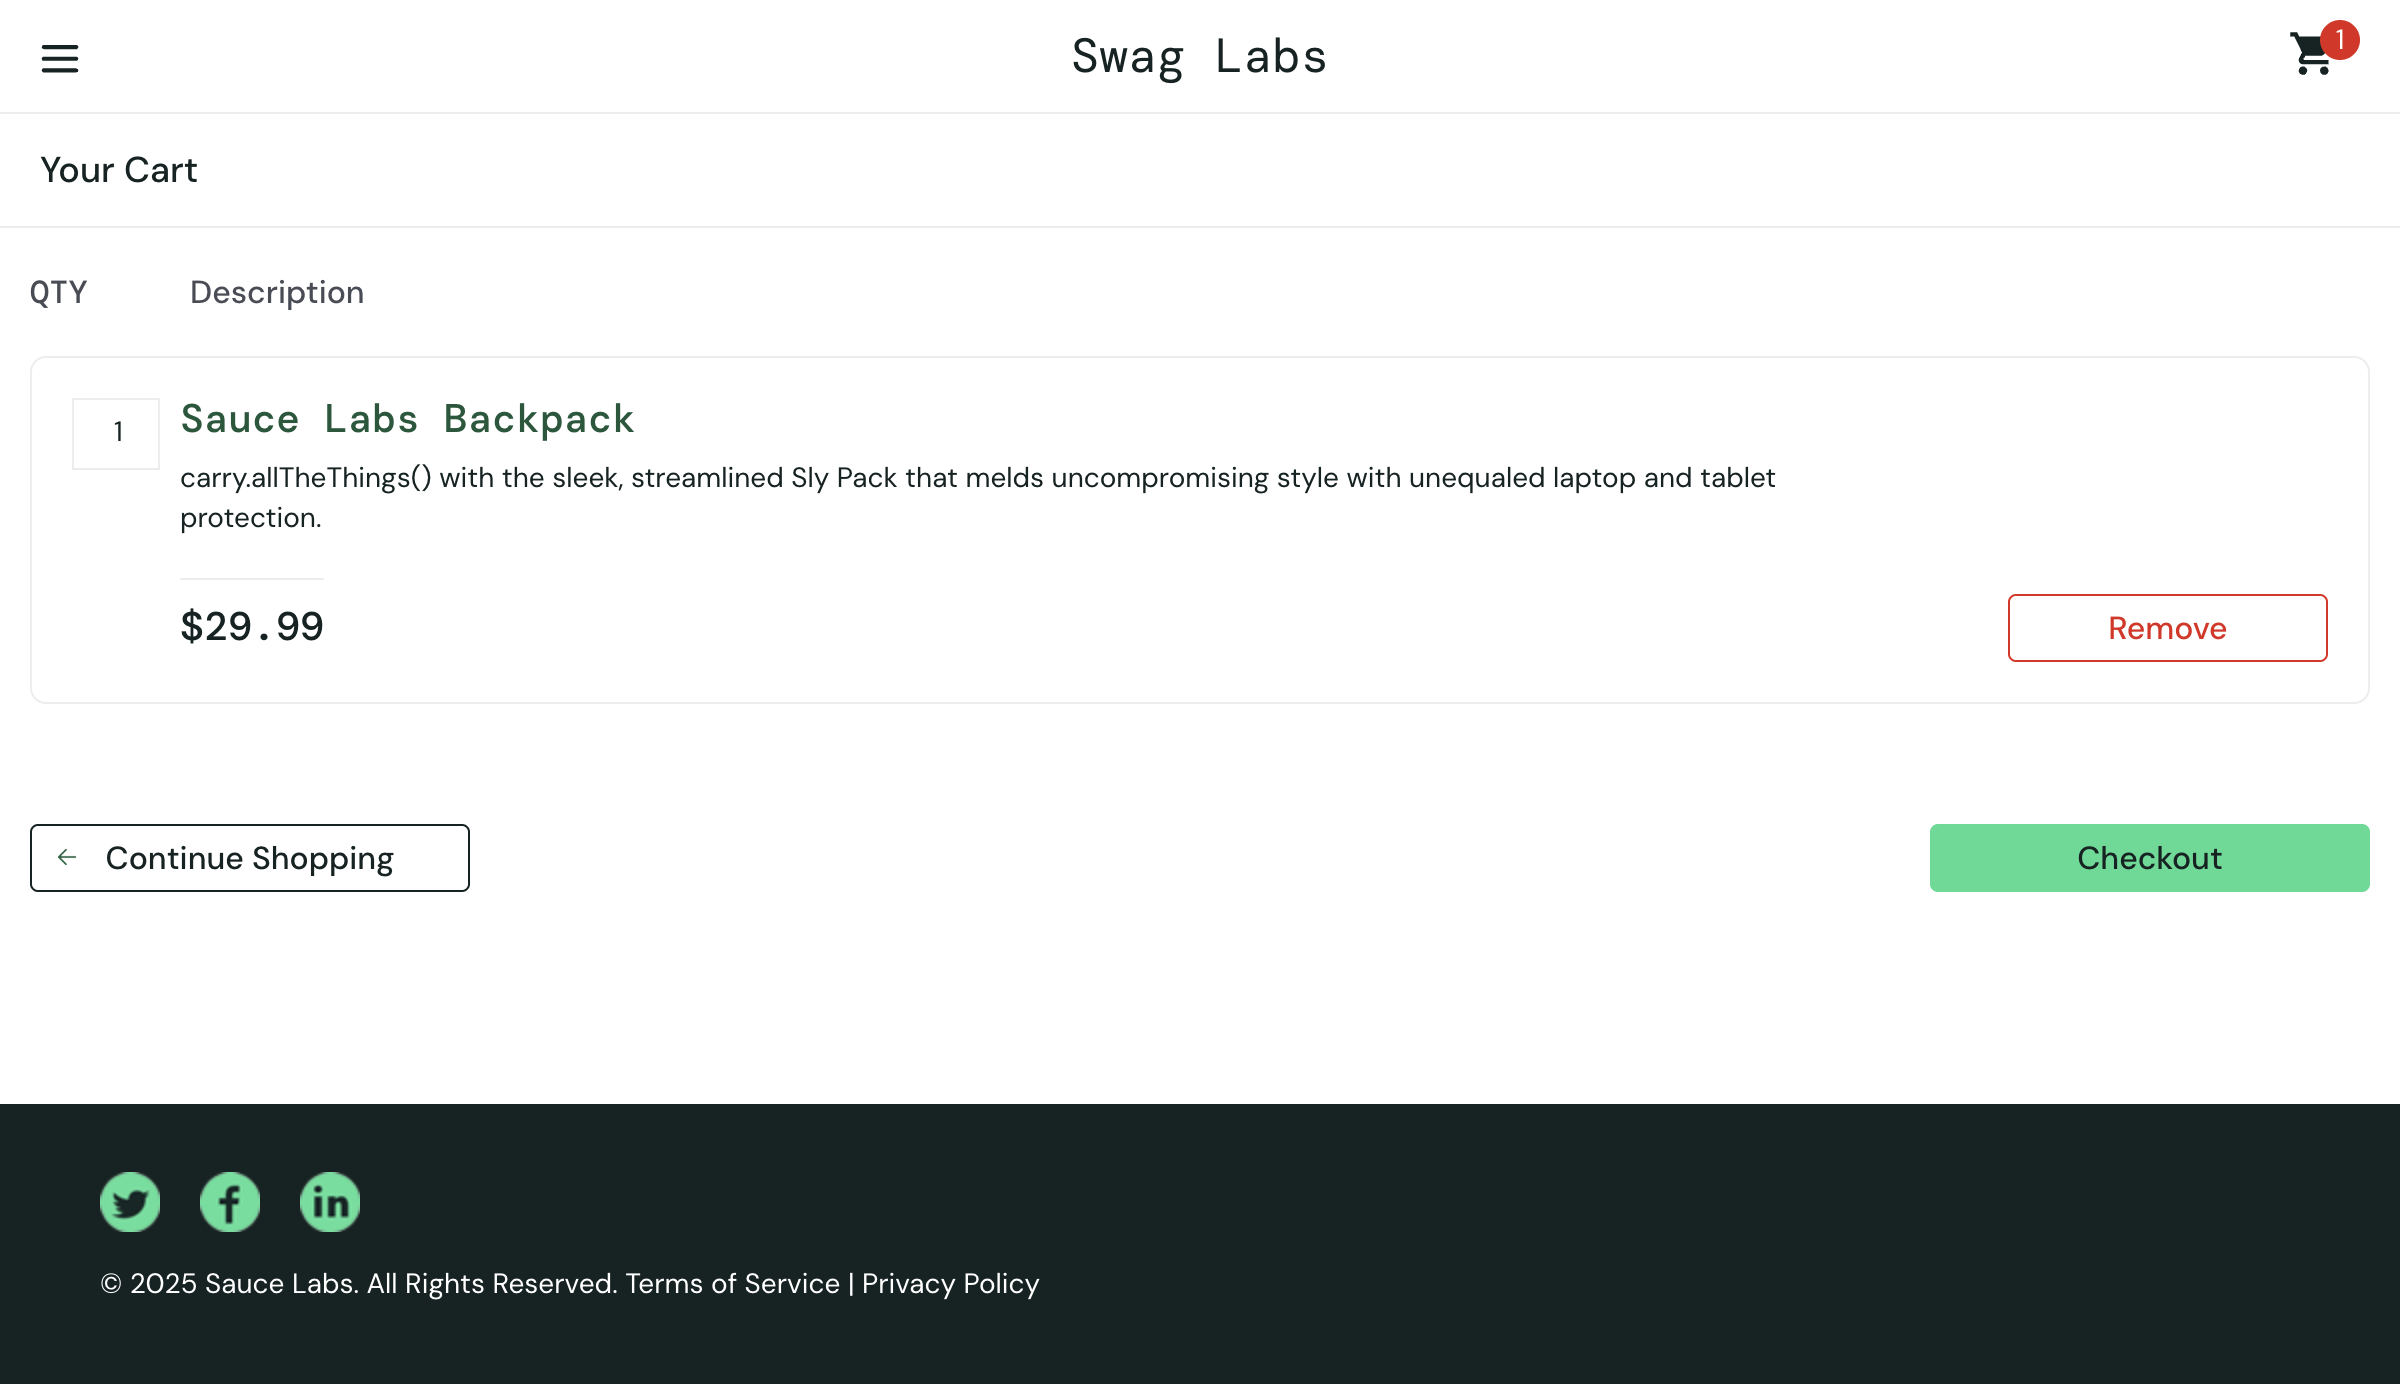 Swag Labs
1
Your Cart
QTY Description
1
Sauce Labs Backpack
carry.allTheThings() with the sleek, streamlined Sly Pack that melds uncompromising style with unequaled laptop and tablet
protection.
$29.99
Remove
Continue Shopping
Checkout
© 2025 Sauce Labs. All Rights Reserved. Terms of Service | Privacy Policy